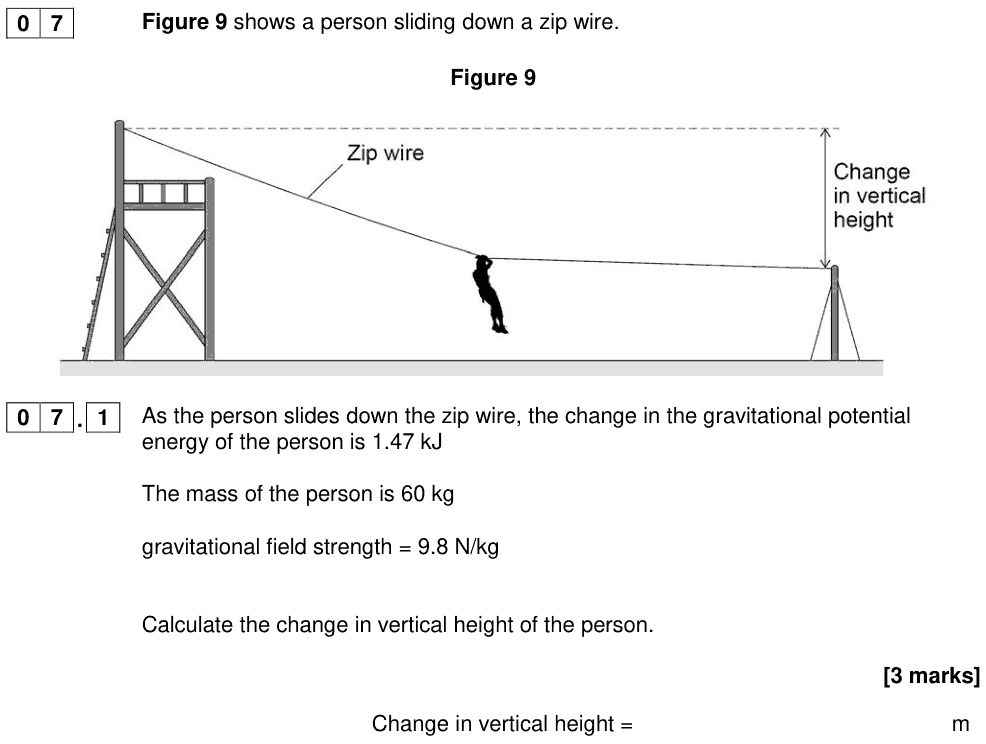 0 7 Figure 9 shows a person sliding down a zip wire.
Figure 9
Zip wire
Change
in vertical
height
0 7 . 1 As the person slides down the zip wire, the change in the gravitational potential
energy of the person is 1.47 kJ
The mass of the person is 60 kg
gravitational field strength = 9.8 N/kg
Calculate the change in vertical height of the person.
[3 marks]
Change in vertical height = m